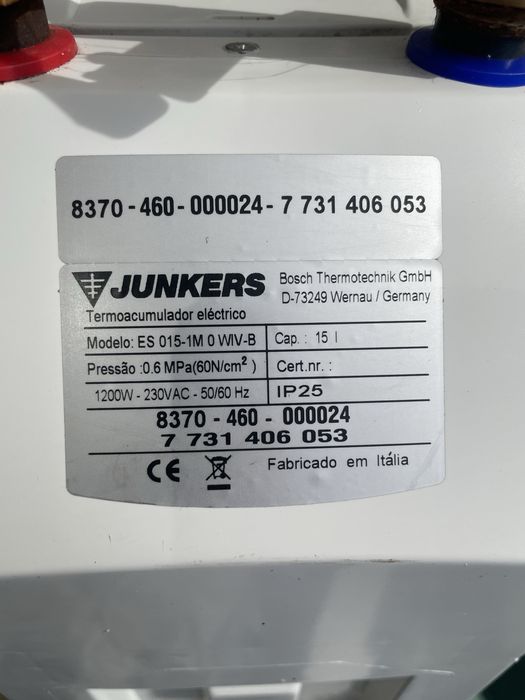 8370-460-000024-7 731 406 053
JUNKERS
Bosch Thermotechnik GmbH
D-73249 Wernau / Germany
Termoacumulador eléctrico
Modelo: ES 015-1M 0 WIV-B Cap. : 15 l
Pressão :0.6 MPa(60N/cm²) Cert.nr. :
1200W - 230VAC - 50/60 Hz IP25
8370 - 460 - 000024
7 731 406 053
CE Fabricado em Itália